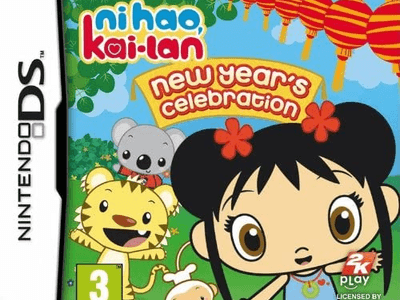 ni hao,
kai-lan
new year's
celebration
NINTENDO DS
3
2K
play
LICENSED BY